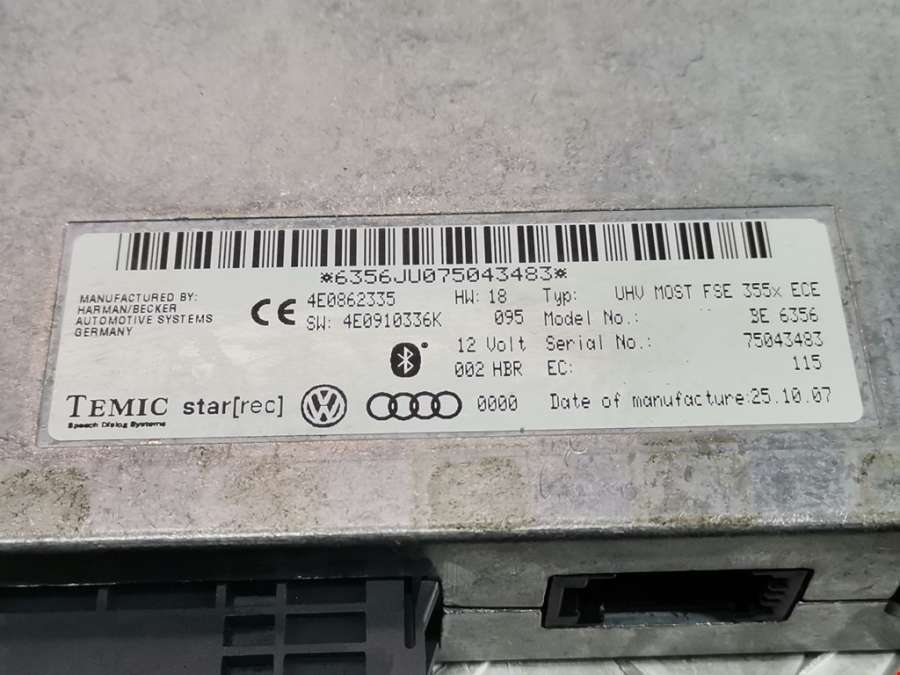 *6356JU075043483*
MANUFACTURED BY:
HARMAN/BECKER
AUTOMOTIVE SYSTEMS
GERMANY
CE
4E0862335 HW: 18
SW: 4E0910336K 095
12 Volt
002 HBR
Typ: UHV MOST FSE 355x ECE
Model No.: BE 6356
Serial No.: 75043483
EC: 115
TEMIC
Speech Dialog Systems
star[rec]
0000
Date of manufacture:25.10.07